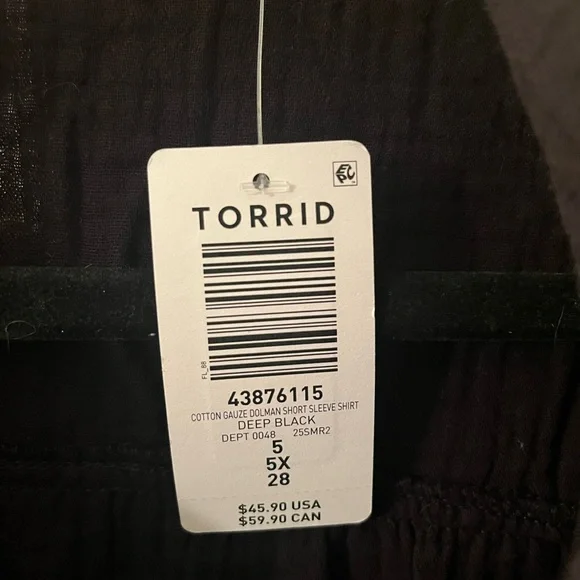 TORRID
FL_88
43876115
COTTON GAUZE DOLMAN SHORT SLEEVE SHIRT
DEEP BLACK
DEPT 0048 25SMR2
5
5X
28
$45.90 USA
$59.90 CAN